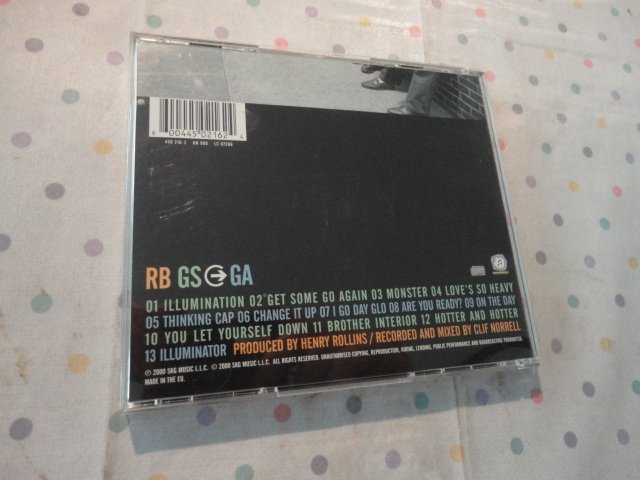 6 00445 02162 4
450 218-2 BN 900
RB GS GA
01 ILLUMINATION 02 GET SOME GO AGAIN 03 MONSTER 04 LOVE'S SO HEAVY
05 THINKING CAP 06 CHANGE IT UP 07 I GO DAY GLO 08 ARE YOU READY? 09 ON THE DAY
10 YOU LET YOURSELF DOWN 11 BROTHER INTERIOR 12 HOTTER AND HOTTER
13 ILLUMINATOR PRODUCED BY HENRY ROLLINS / RECORDED AND MIXED BY CLIF NORRELL
℗ 2000 SKG MUSIC L.L.C. © 2000 SKG MUSIC L.L.C. ALL RIGHTS RESERVED. UNAUTHORISED COPYING, REPRODUCTION, HIRING, LENDING, PUBLIC PERFORMANCE AND BROADCASTING PROHIBITED.
MADE IN THE EU.